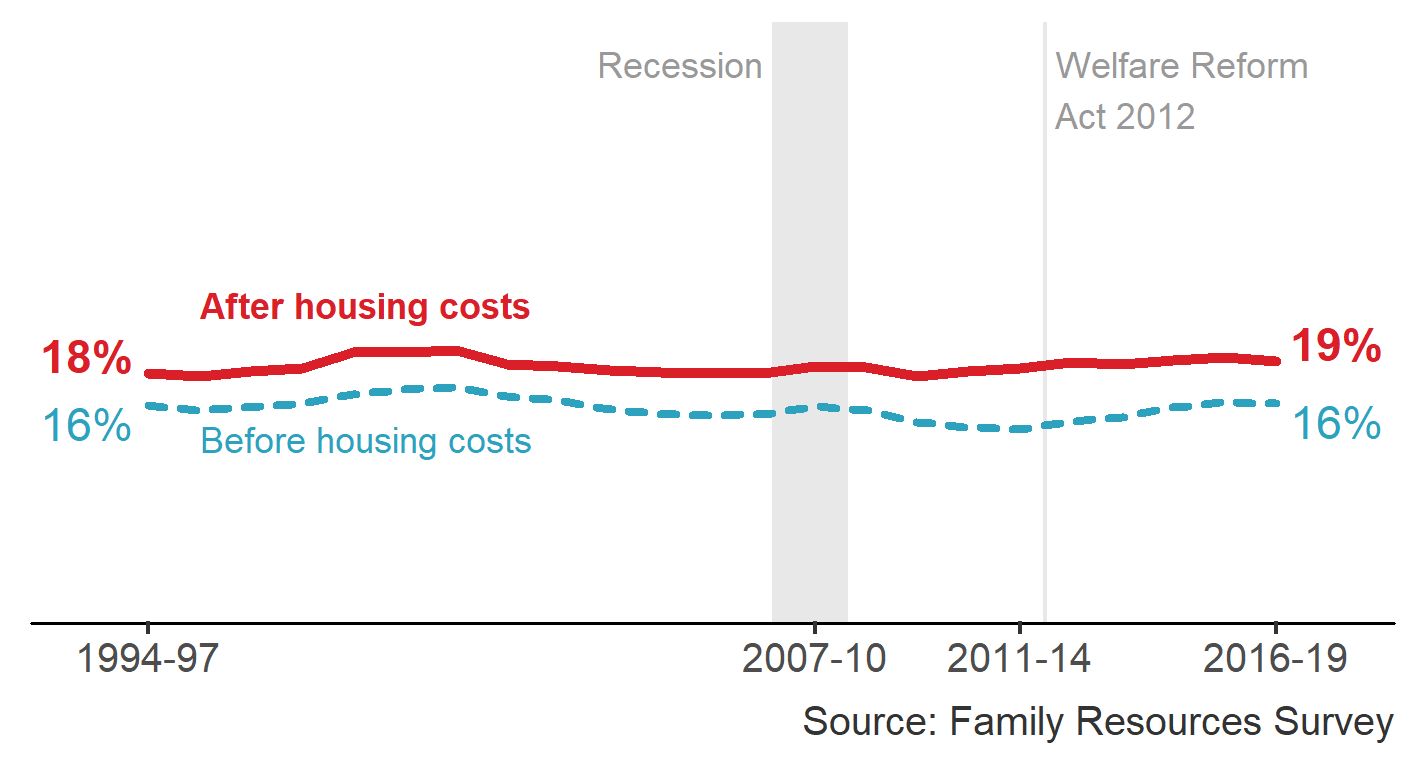 Recession
Welfare Reform
Act 2012
After housing costs
18%
19%
16%
16%
Before housing costs
1994-97
2007-10
2011-14
2016-19
Source: Family Resources Survey